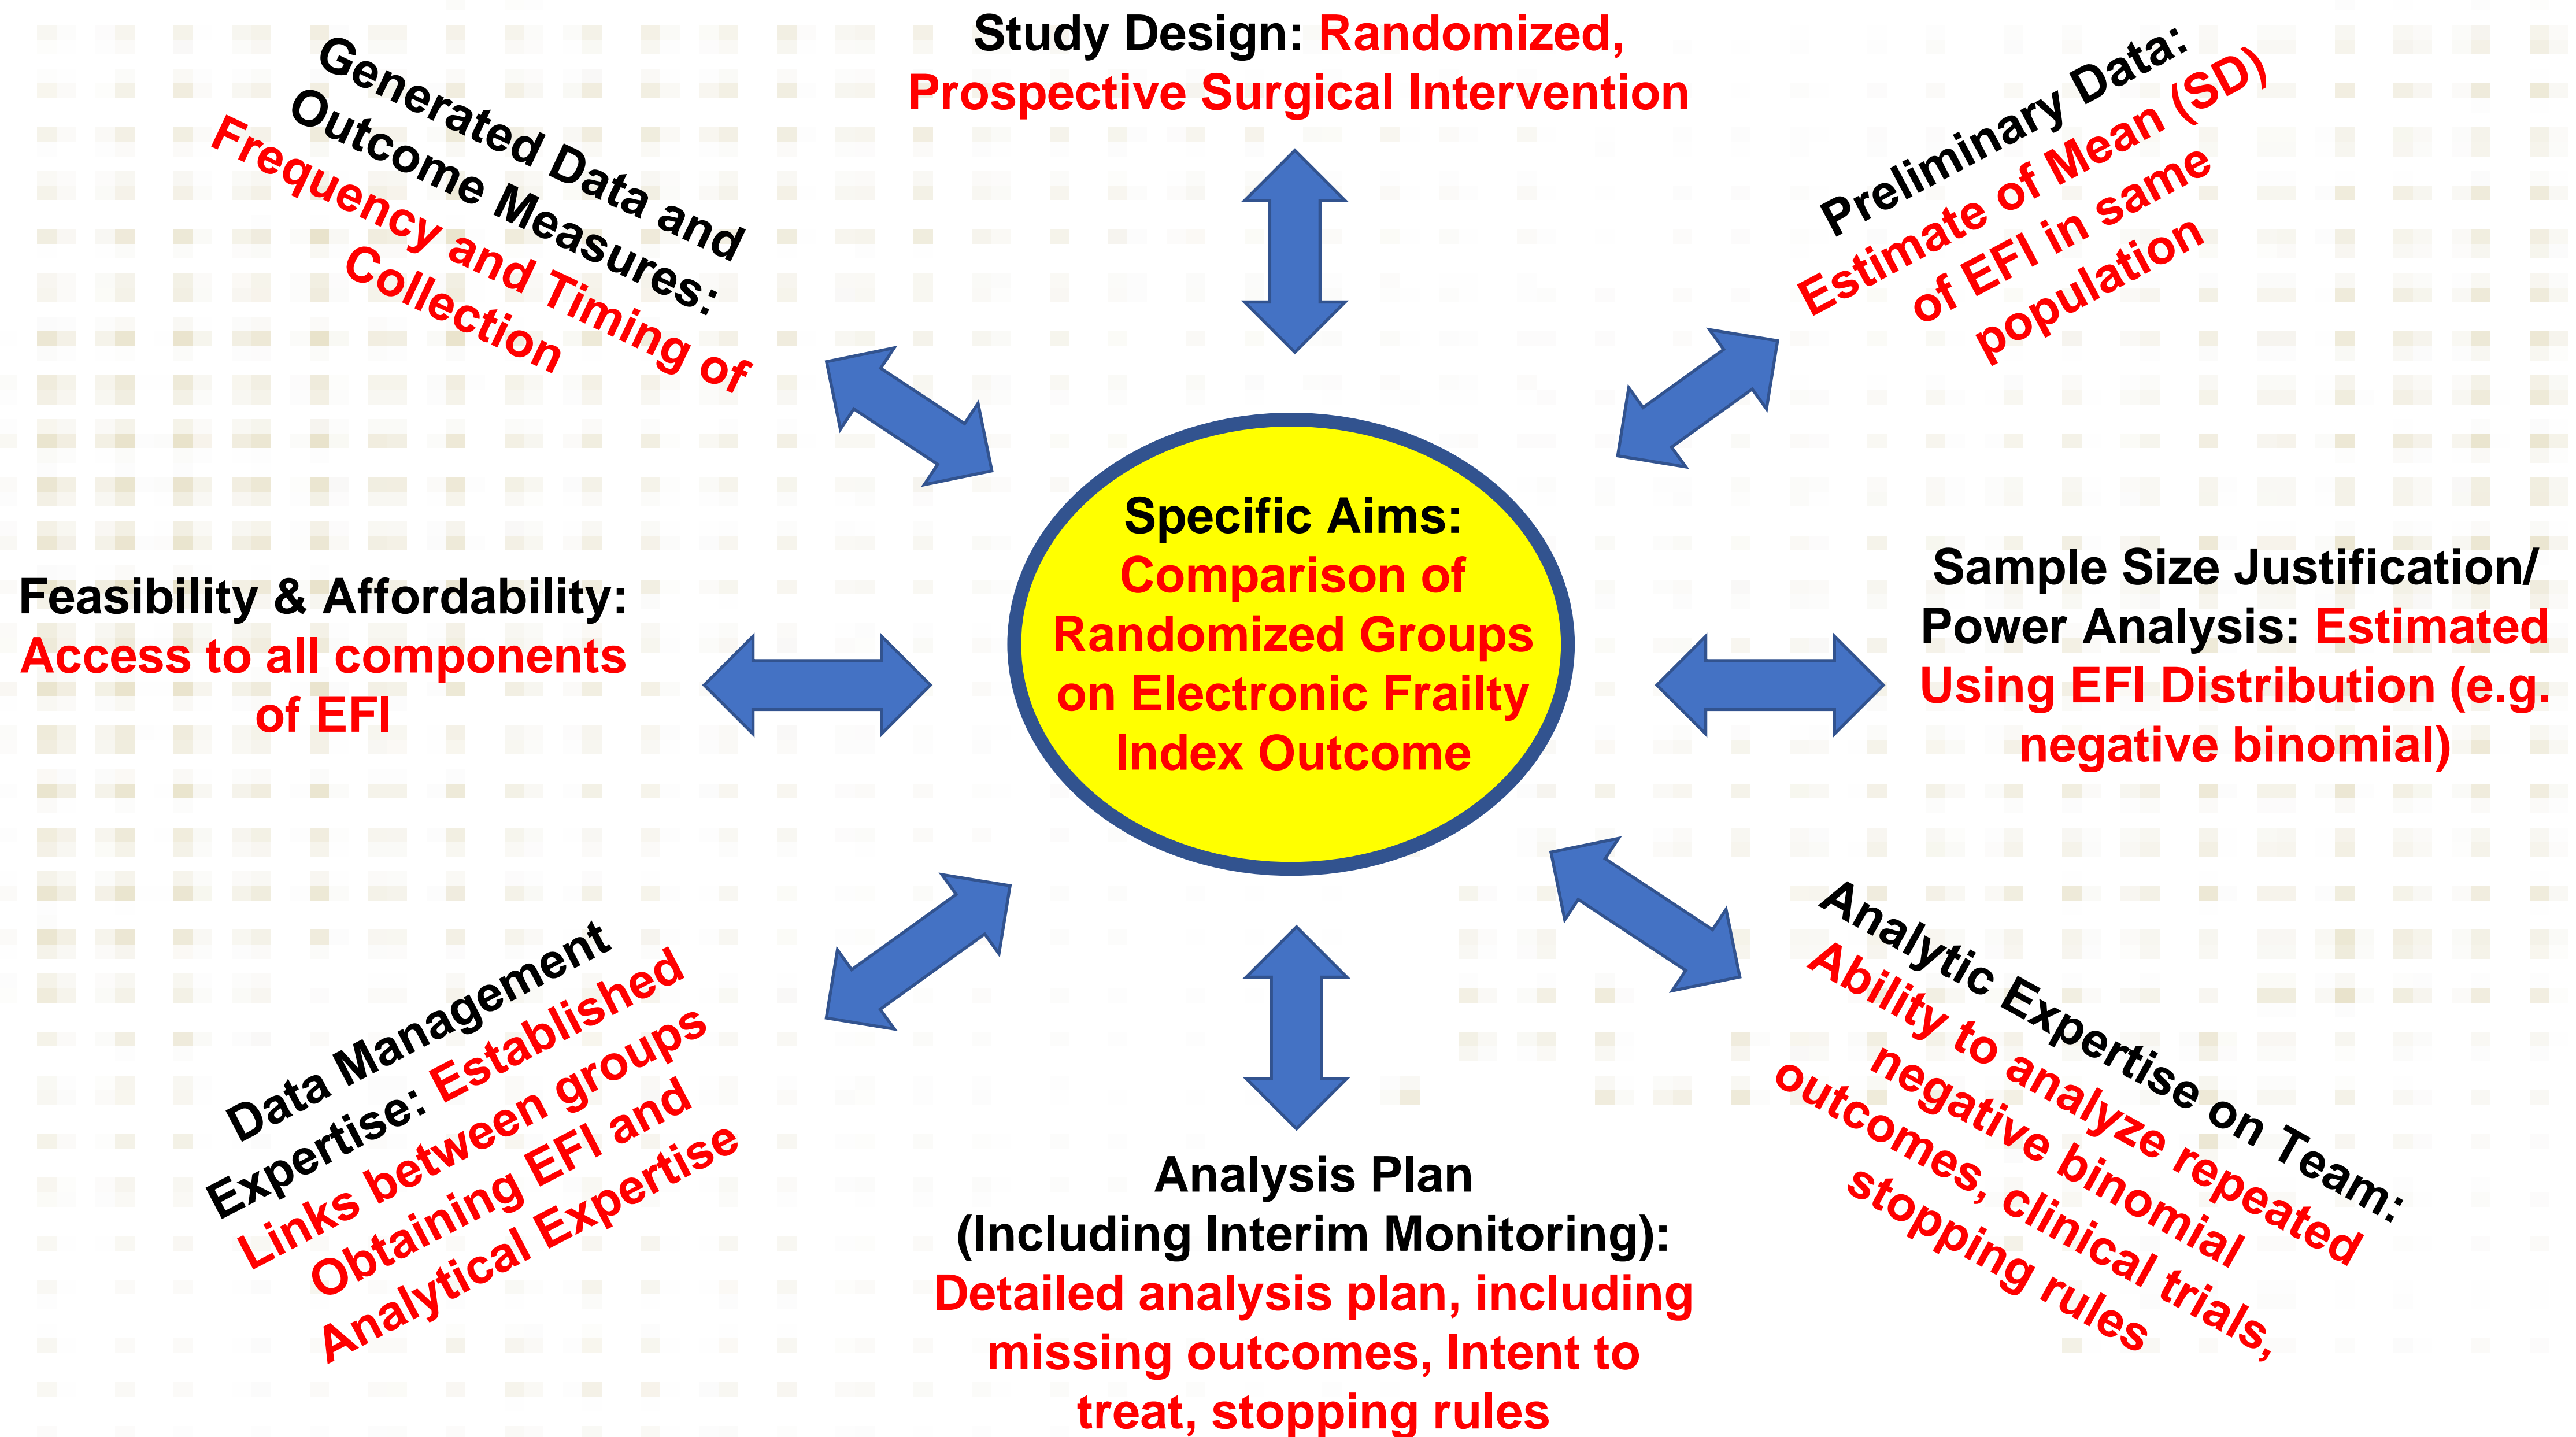 Study Design: Randomized,
Prospective Surgical Intervention
Generated Data and
Outcome Measures:
Frequency and Timing of
Collection
Preliminary Data:
Estimate of Mean (SD)
of EFI in same
population
Specific Aims:
Comparison of
Randomized Groups
on Electronic Frailty
Index Outcome
Feasibility & Affordability:
Access to all components
of EFI
Sample Size Justification/
Power Analysis: Estimated
Using EFI Distribution (e.g.
negative binomial)
Data Management
Expertise: Established
Links between groups
Obtaining EFI and
Analytical Expertise
Analysis Plan
(Including Interim Monitoring):
Detailed analysis plan, including
missing outcomes, Intent to
treat, stopping rules
Analytic Expertise on Team:
Ability to analyze repeated
negative binomial
outcomes, clinical trials,
stopping rules